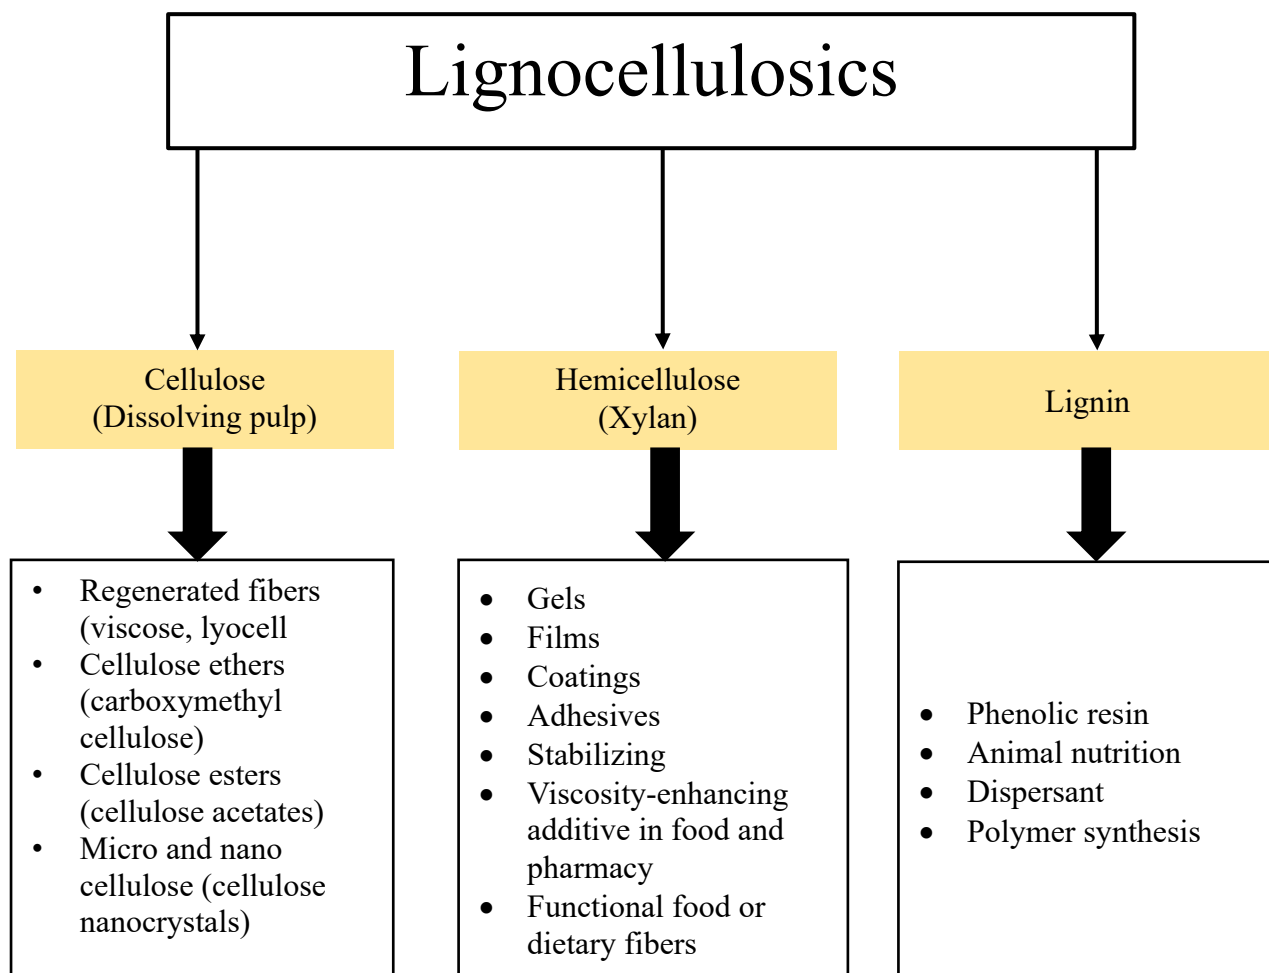 Lignocellulosics
Cellulose
(Dissolving pulp)
Hemicellulose
(Xylan)
Lignin
• Regenerated fibers
(viscose, lyocell
• Cellulose ethers
(carboxymethyl
cellulose)
• Cellulose esters
(cellulose acetates)
• Micro and nano
cellulose (cellulose
nanocrystals)
• Gels
• Films
• Coatings
• Adhesives
• Stabilizing
• Viscosity-enhancing
additive in food and
pharmacy
• Functional food or
dietary fibers
• Phenolic resin
• Animal nutrition
• Dispersant
• Polymer synthesis